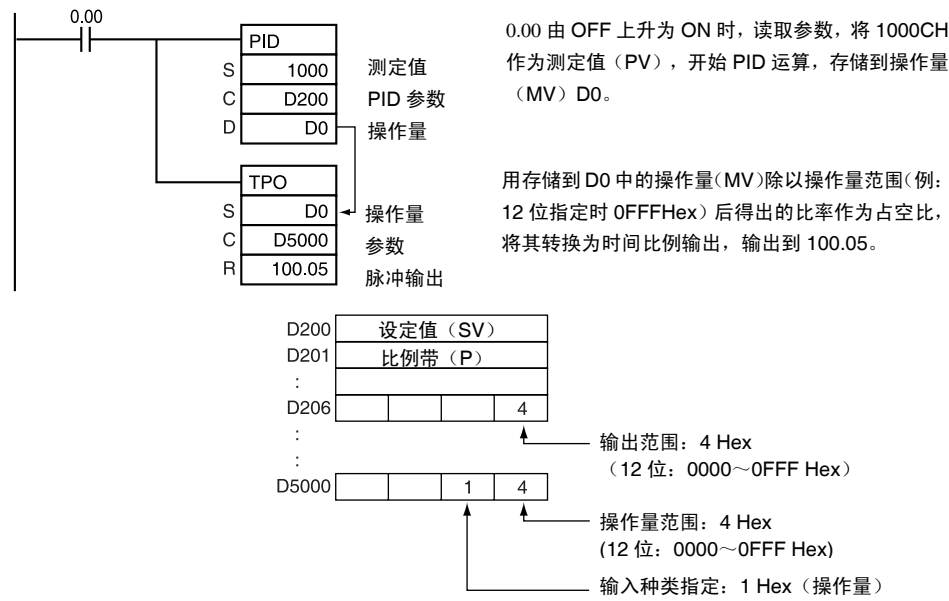 0.00
PID
S 1000 测定值
C D200 PID 参数
D D0 操作量
0.00 由 OFF 上升为 ON 时，读取参数，将 1000CH
作为测定值（PV），开始 PID 运算，存储到操作量
（MV）D0。
TPO
S D0 操作量
C D5000 参数
R 100.05 脉冲输出
用存储到 D0 中的操作量（MV）除以操作量范围（例：
12 位指定时 0FFFHex）后得出的比率作为占空比，
将其转换为时间比例输出，输出到 100.05。
D200 设定值（SV）
D201 比例带（P）
:
D206 4
:
:
输出范围：4 Hex
（12 位：0000～0FFF Hex）
D5000 1 4
操作量范围：4 Hex
(12 位：0000～0FFF Hex)
输入种类指定：1 Hex（操作量）